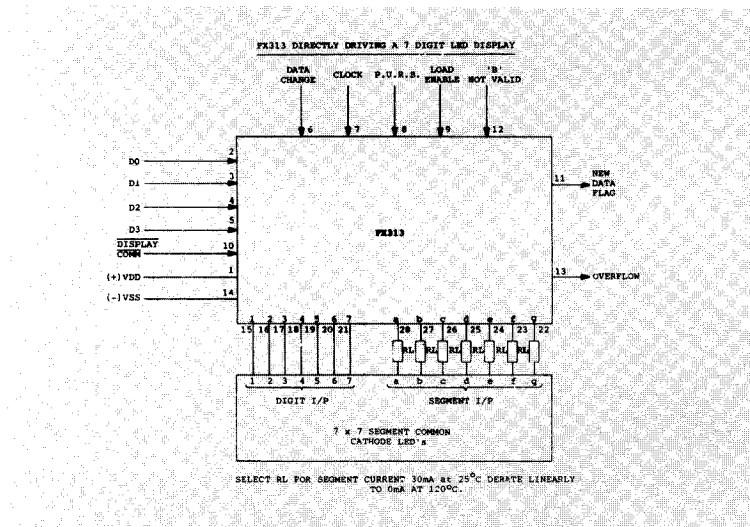 FX313 DIRECTLY DRIVING A 7 DIGIT LED DISPLAY
DATA CHANGE
CLOCK
P.U.R.S.
LOAD ENABLE
'B' NOT VALID
6 7 8 9 12
D0 2
D1 3
D2 4
D3 5
DISPLAY COMM 10
(+)VDD 1
(-)VSS 14
FX313
11 NEW DATA FLAG
13 OVERFLOW
1 2 3 4 5 6 7 a b c d e f g
15 16 17 18 19 20 21 28 27 26 25 24 23 22
RL RL RL RL RL RL
1 2 3 4 5 6 7 a b c d e f g
DIGIT I/P SEGMENT I/P
7 x 7 SEGMENT COMMON
CATHODE LED's
SELECT RL FOR SEGMENT CURRENT 30mA at 25°C DERATE LINEARLY
TO 0mA AT 120°C.